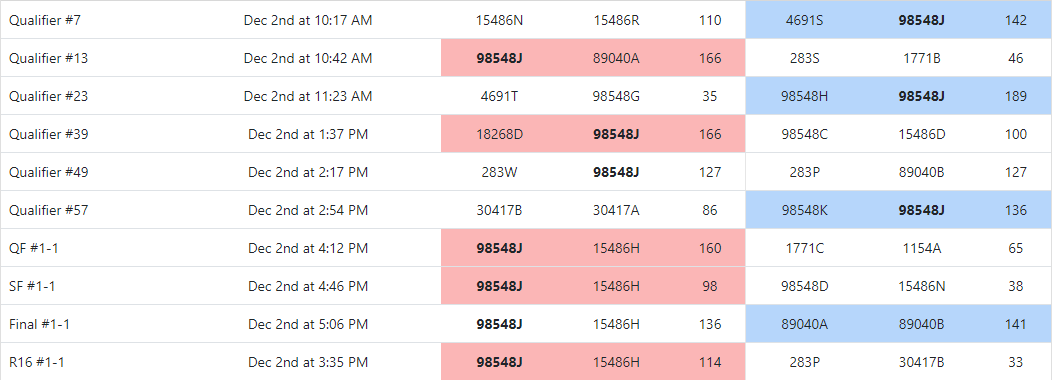 Qualifier #7 Dec 2nd at 10:17 AM 15486N 15486R 110 4691S 98548J 142
Qualifier #13 Dec 2nd at 10:42 AM 98548J 89040A 166 283S 1771B 46
Qualifier #23 Dec 2nd at 11:23 AM 4691T 98548G 35 98548H 98548J 189
Qualifier #39 Dec 2nd at 1:37 PM 18268D 98548J 166 98548C 15486D 100
Qualifier #49 Dec 2nd at 2:17 PM 283W 98548J 127 283P 89040B 127
Qualifier #57 Dec 2nd at 2:54 PM 30417B 30417A 86 98548K 98548J 136
QF #1-1 Dec 2nd at 4:12 PM 98548J 15486H 160 1771C 1154A 65
SF #1-1 Dec 2nd at 4:46 PM 98548J 15486H 98 98548D 15486N 38
Final #1-1 Dec 2nd at 5:06 PM 98548J 15486H 136 89040A 89040B 141
R16 #1-1 Dec 2nd at 3:35 PM 98548J 15486H 114 283P 30417B 33